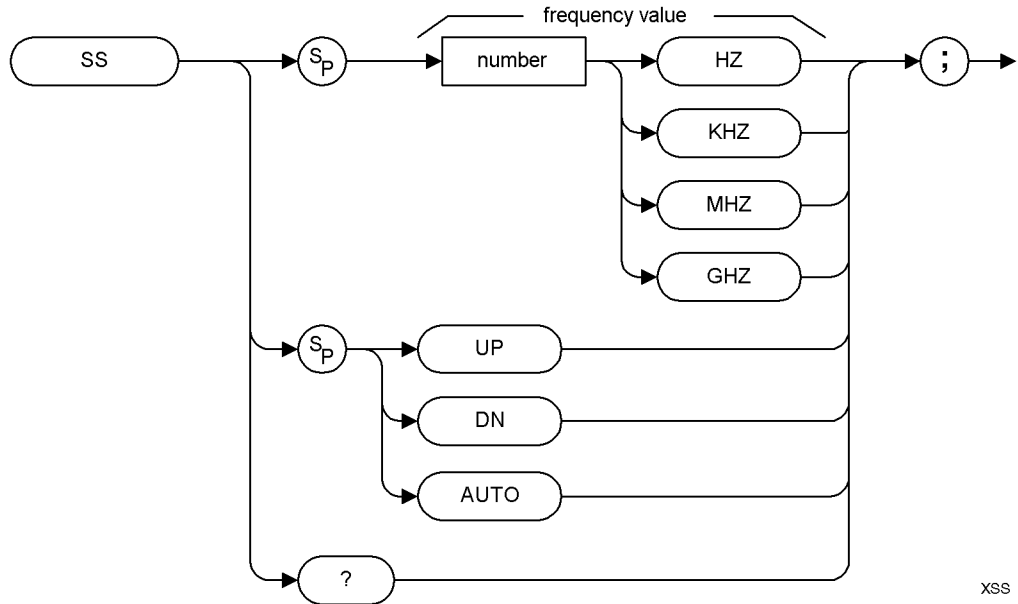 frequency value
SS
SP
number
HZ
;
KHZ
MHZ
GHZ
SP
UP
DN
AUTO
?
XSS